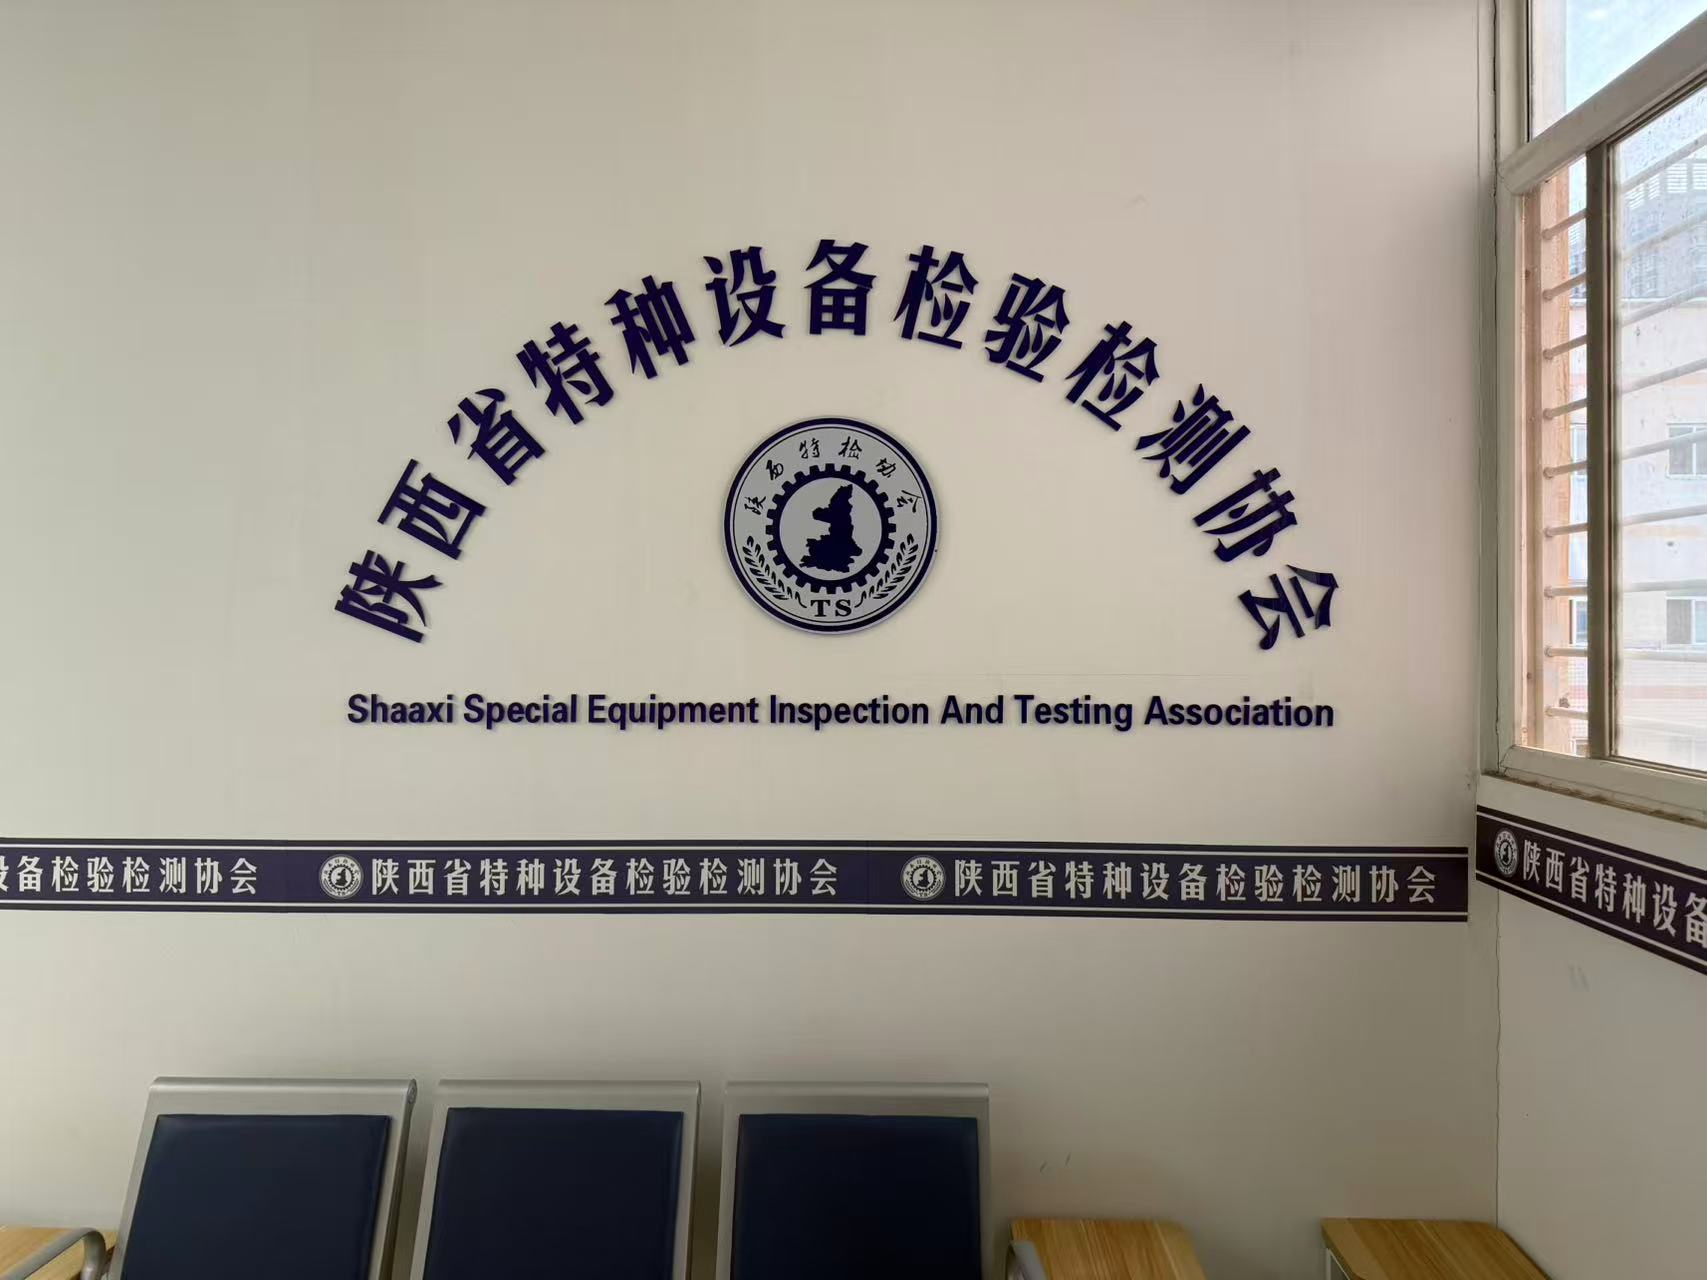 陕西省特种设备检验检测协会
陕西特检协会
TS
Shaaxi Special Equipment Inspection And Testing Association
设备检验检测协会
陕西省特种设备检验检测协会
陕西省特种设备检验检测协会
陕西省特种设备